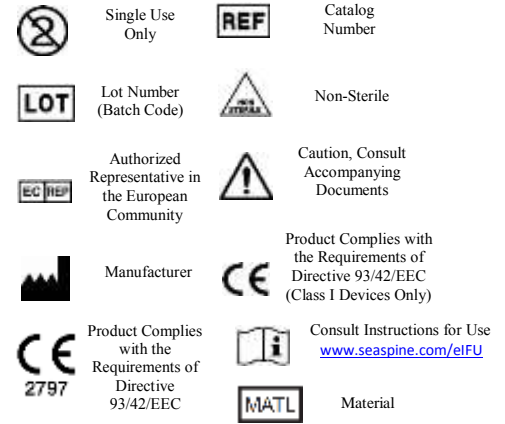 2
Single Use
Only
REF
Catalog
Number
LOT
Lot Number
(Batch Code)
NON
STERILE
Non-Sterile
EC REP
Authorized
Representative in
the European
Community
Caution, Consult
Accompanying
Documents
Manufacturer
CE
Product Complies with
the Requirements of
Directive 93/42/EEC
(Class I Devices Only)
CE
2797
Product Complies
with the
Requirements of
Directive
93/42/EEC
i
Consult Instructions for Use
www.seaspine.com/eIFU
MATL
Material